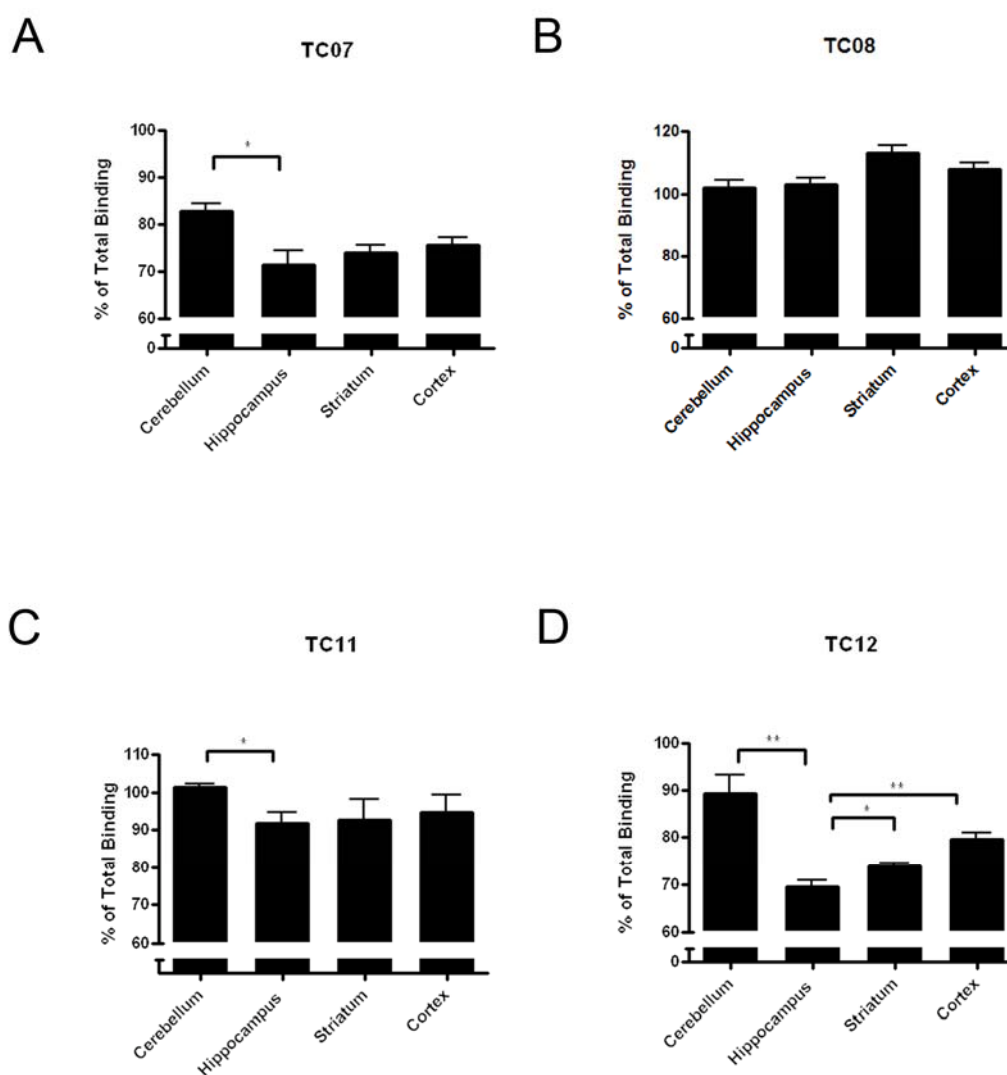 A
TC07
% of Total Binding
100
90
80
70
60
0
*
Cerebellum
Hippocampus
Striatum
Cortex
B
TC08
% of Total Binding
120
100
80
60
0
Cerebellum
Hippocampus
Striatum
Cortex
C
TC11
% of Total Binding
110
100
90
80
70
60
0
*
Cerebellum
Hippocampus
Striatum
Cortex
D
TC12
% of Total Binding
100
90
80
70
60
0
**
**
*
Cerebellum
Hippocampus
Striatum
Cortex